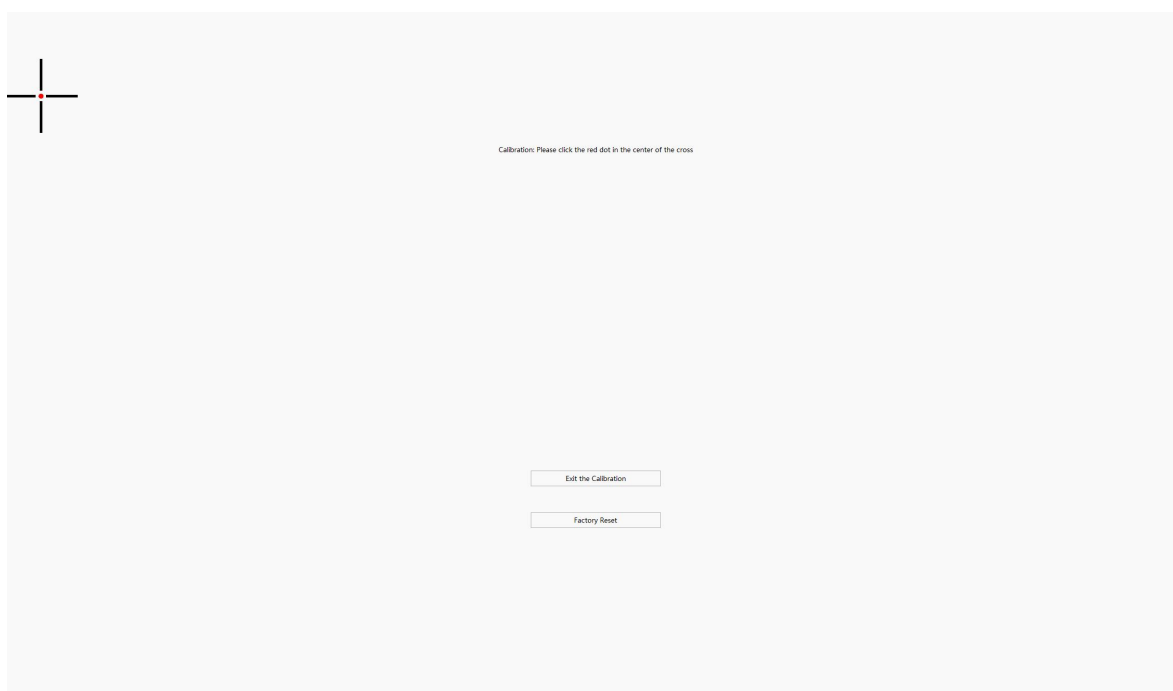 Calibration: Please click the red dot in the center of the cross
Exit the Calibration
Factory Reset